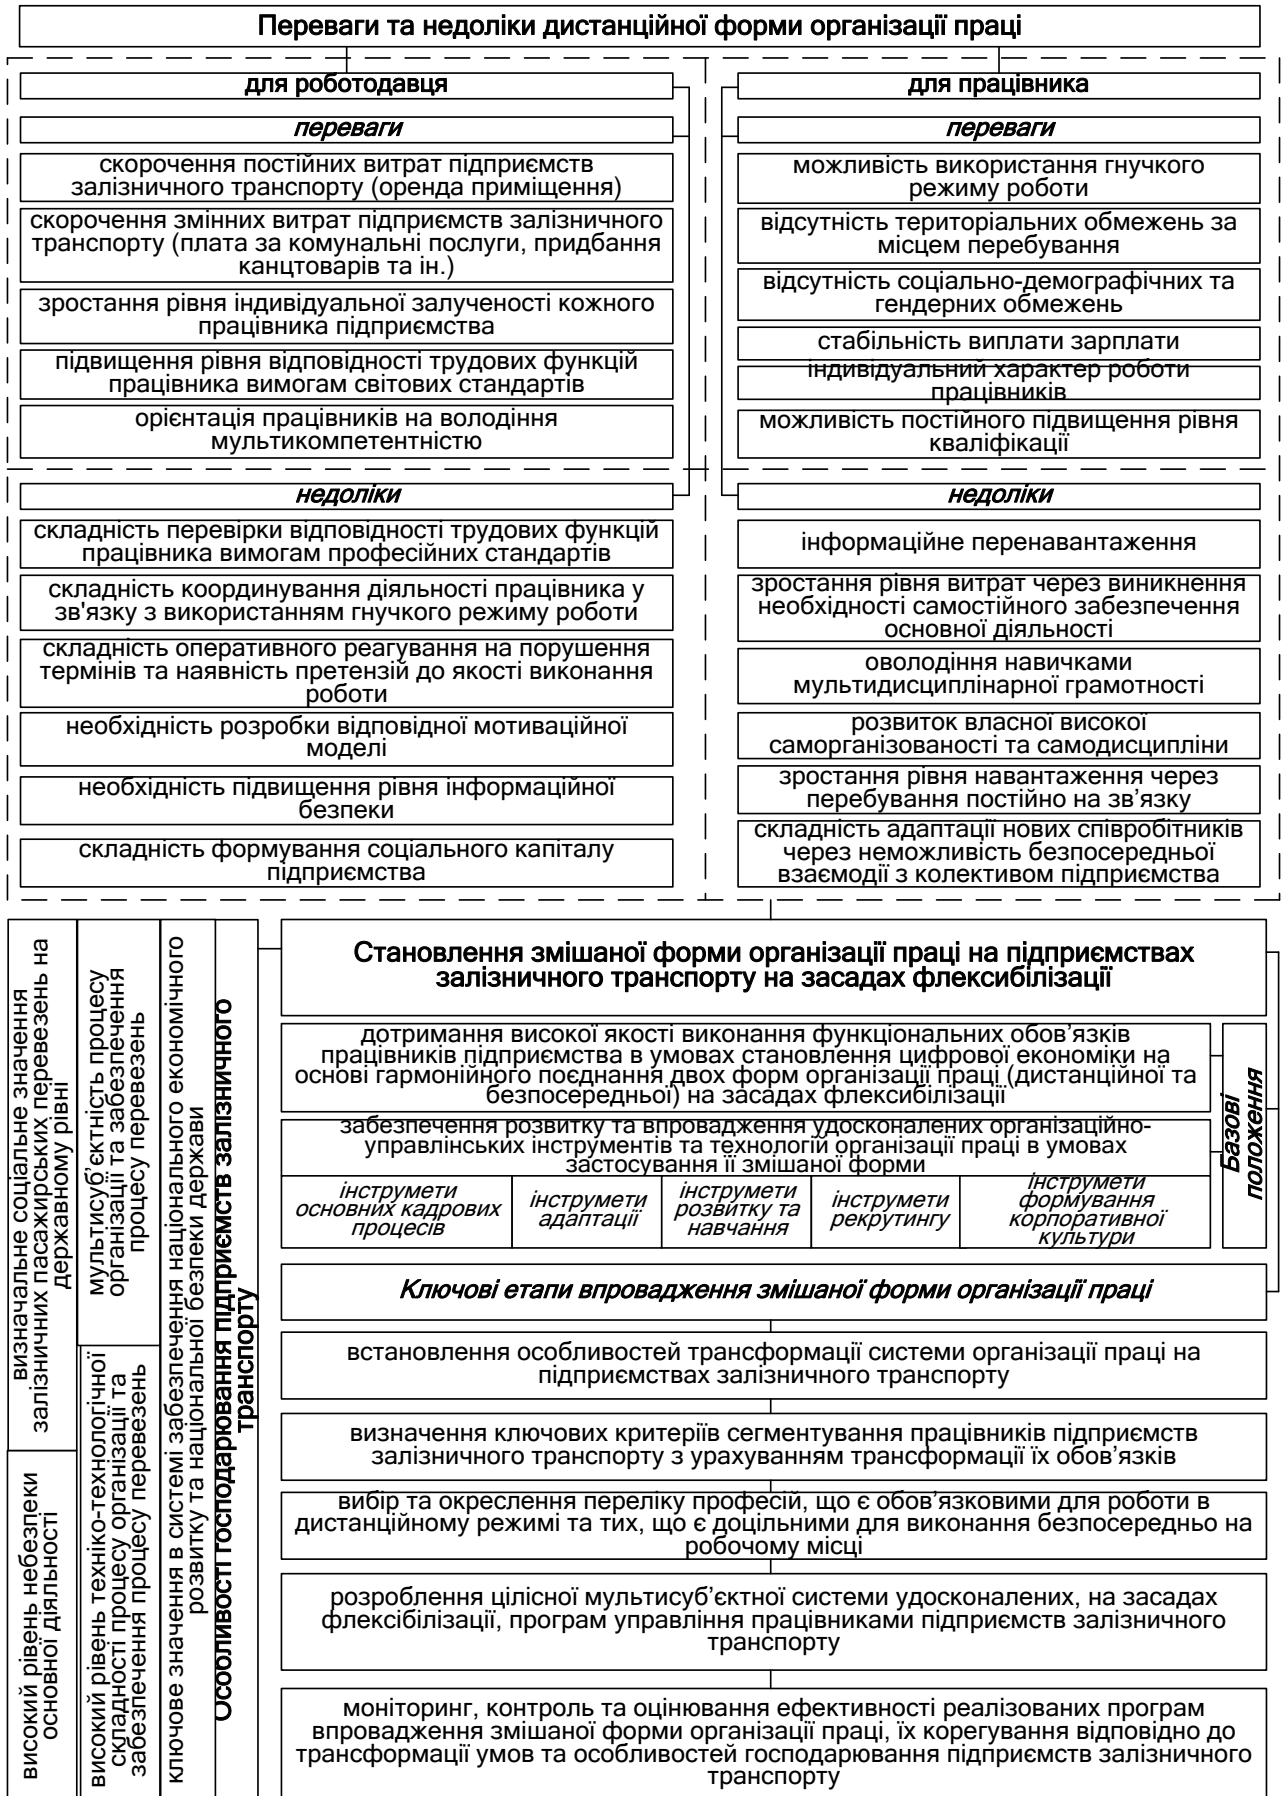 Переваги та недоліки дистанційної форми організації праці
для роботодавця
переваги
скорочення постійних витрат підприємств
залізничного транспорту (оренда приміщення)
скорочення змінних витрат підприємств залізничного
транспорту (плата за комунальні послуги, придбання
канцтоварів та ін.)
зростання рівня індивідуальної залученості кожного
працівника підприємства
підвищення рівня відповідності трудових функцій
працівника вимогам світових стандартів
орієнтація працівників на володіння
мультикомпетентністю
недоліки
складність перевірки відповідності трудових функцій
працівника вимогам професійних стандартів
складність координування діяльності працівника у
зв'язку з використанням гнучкого режиму роботи
складність оперативного реагування на порушення
термінів та наявність претензій до якості виконання
роботи
необхідність розробки відповідної мотиваційної
моделі
необхідність підвищення рівня інформаційної
безпеки
складність формування соціального капіталу
підприємства
для працівника
переваги
можливість використання гнучкого
режиму роботи
відсутність територіальних обмежень за
місцем перебування
відсутність соціально-демографічних та
гендерних обмежень
стабільність виплати зарплати
індивідуальний характер роботи
працівників
можливість постійного підвищення рівня
кваліфікації
недоліки
інформаційне перенавантаження
зростання рівня витрат через виникнення
необхідності самостійного забезпечення
основної діяльності
оволодіння навичками
мультидисциплінарної грамотності
розвиток власної високої
саморганізованості та самодисципліни
зростання рівня навантаження через
перебування постійно на зв’язку
складність адаптації нових співробітників
через неможливість безпосередньої
взаємодії з колективом підприємства
визначальне соціальне значення
залізничних пасажирських перевезень на
державному рівні
високий рівень небезпеки
основної діяльності
мультисуб’єктність процесу
організації та забезпечення
процесу перевезень
високий рівень техніко-технологічної
складності процесу організації та
забезпечення процесу перевезень
ключове значення в системі забезпечення національного економічного
розвитку та національної безпеки держави
Особливості господарювання підприємств залізничного
транспорту
Становлення змішаної форми організації праці на підприємствах
залізничного транспорту на засадах флексибілізації
дотримання високої якості виконання функціональних обов’язків
працівників підприємства в умовах становлення цифрової економіки на
основі гармонійного поєднання двох форм організації праці (дистанційної та
безпосередньої) на засадах флексибілізації
забезпечення розвитку та впровадження удосконалених організаційно-
управлінських інструментів та технологій організації праці в умовах
застосування її змішаної форми
інструмети
основних кадрових
процесів
інструмети
адаптації
інструмети
розвитку та
навчання
інструмети
рекрутингу
інструмети
формування
корпоративної
культури
Базові
положення
Ключові етапи впровадження змішаної форми організації праці
встановлення особливостей трансформації системи організації праці на
підприємствах залізничного транспорту
визначення ключових критеріїв сегментування працівників підприємств
залізничного транспорту з урахуванням трансформації їх обов’язків
вибір та окреслення переліку професій, що є обов’язковими для роботи в
дистанційному режимі та тих, що є доцільними для виконання безпосередньо на
робочому місці
розроблення цілісної мультисуб’єктної системи удосконалених, на засадах
флексібілізації, програм управління працівниками підприємств залізничного
транспорту
моніторинг, контроль та оцінювання ефективності реалізованих програм
впровадження змішаної форми організації праці, їх корегування відповідно до
трансформації умов та особливостей господарювання підприємств залізничного
транспорту